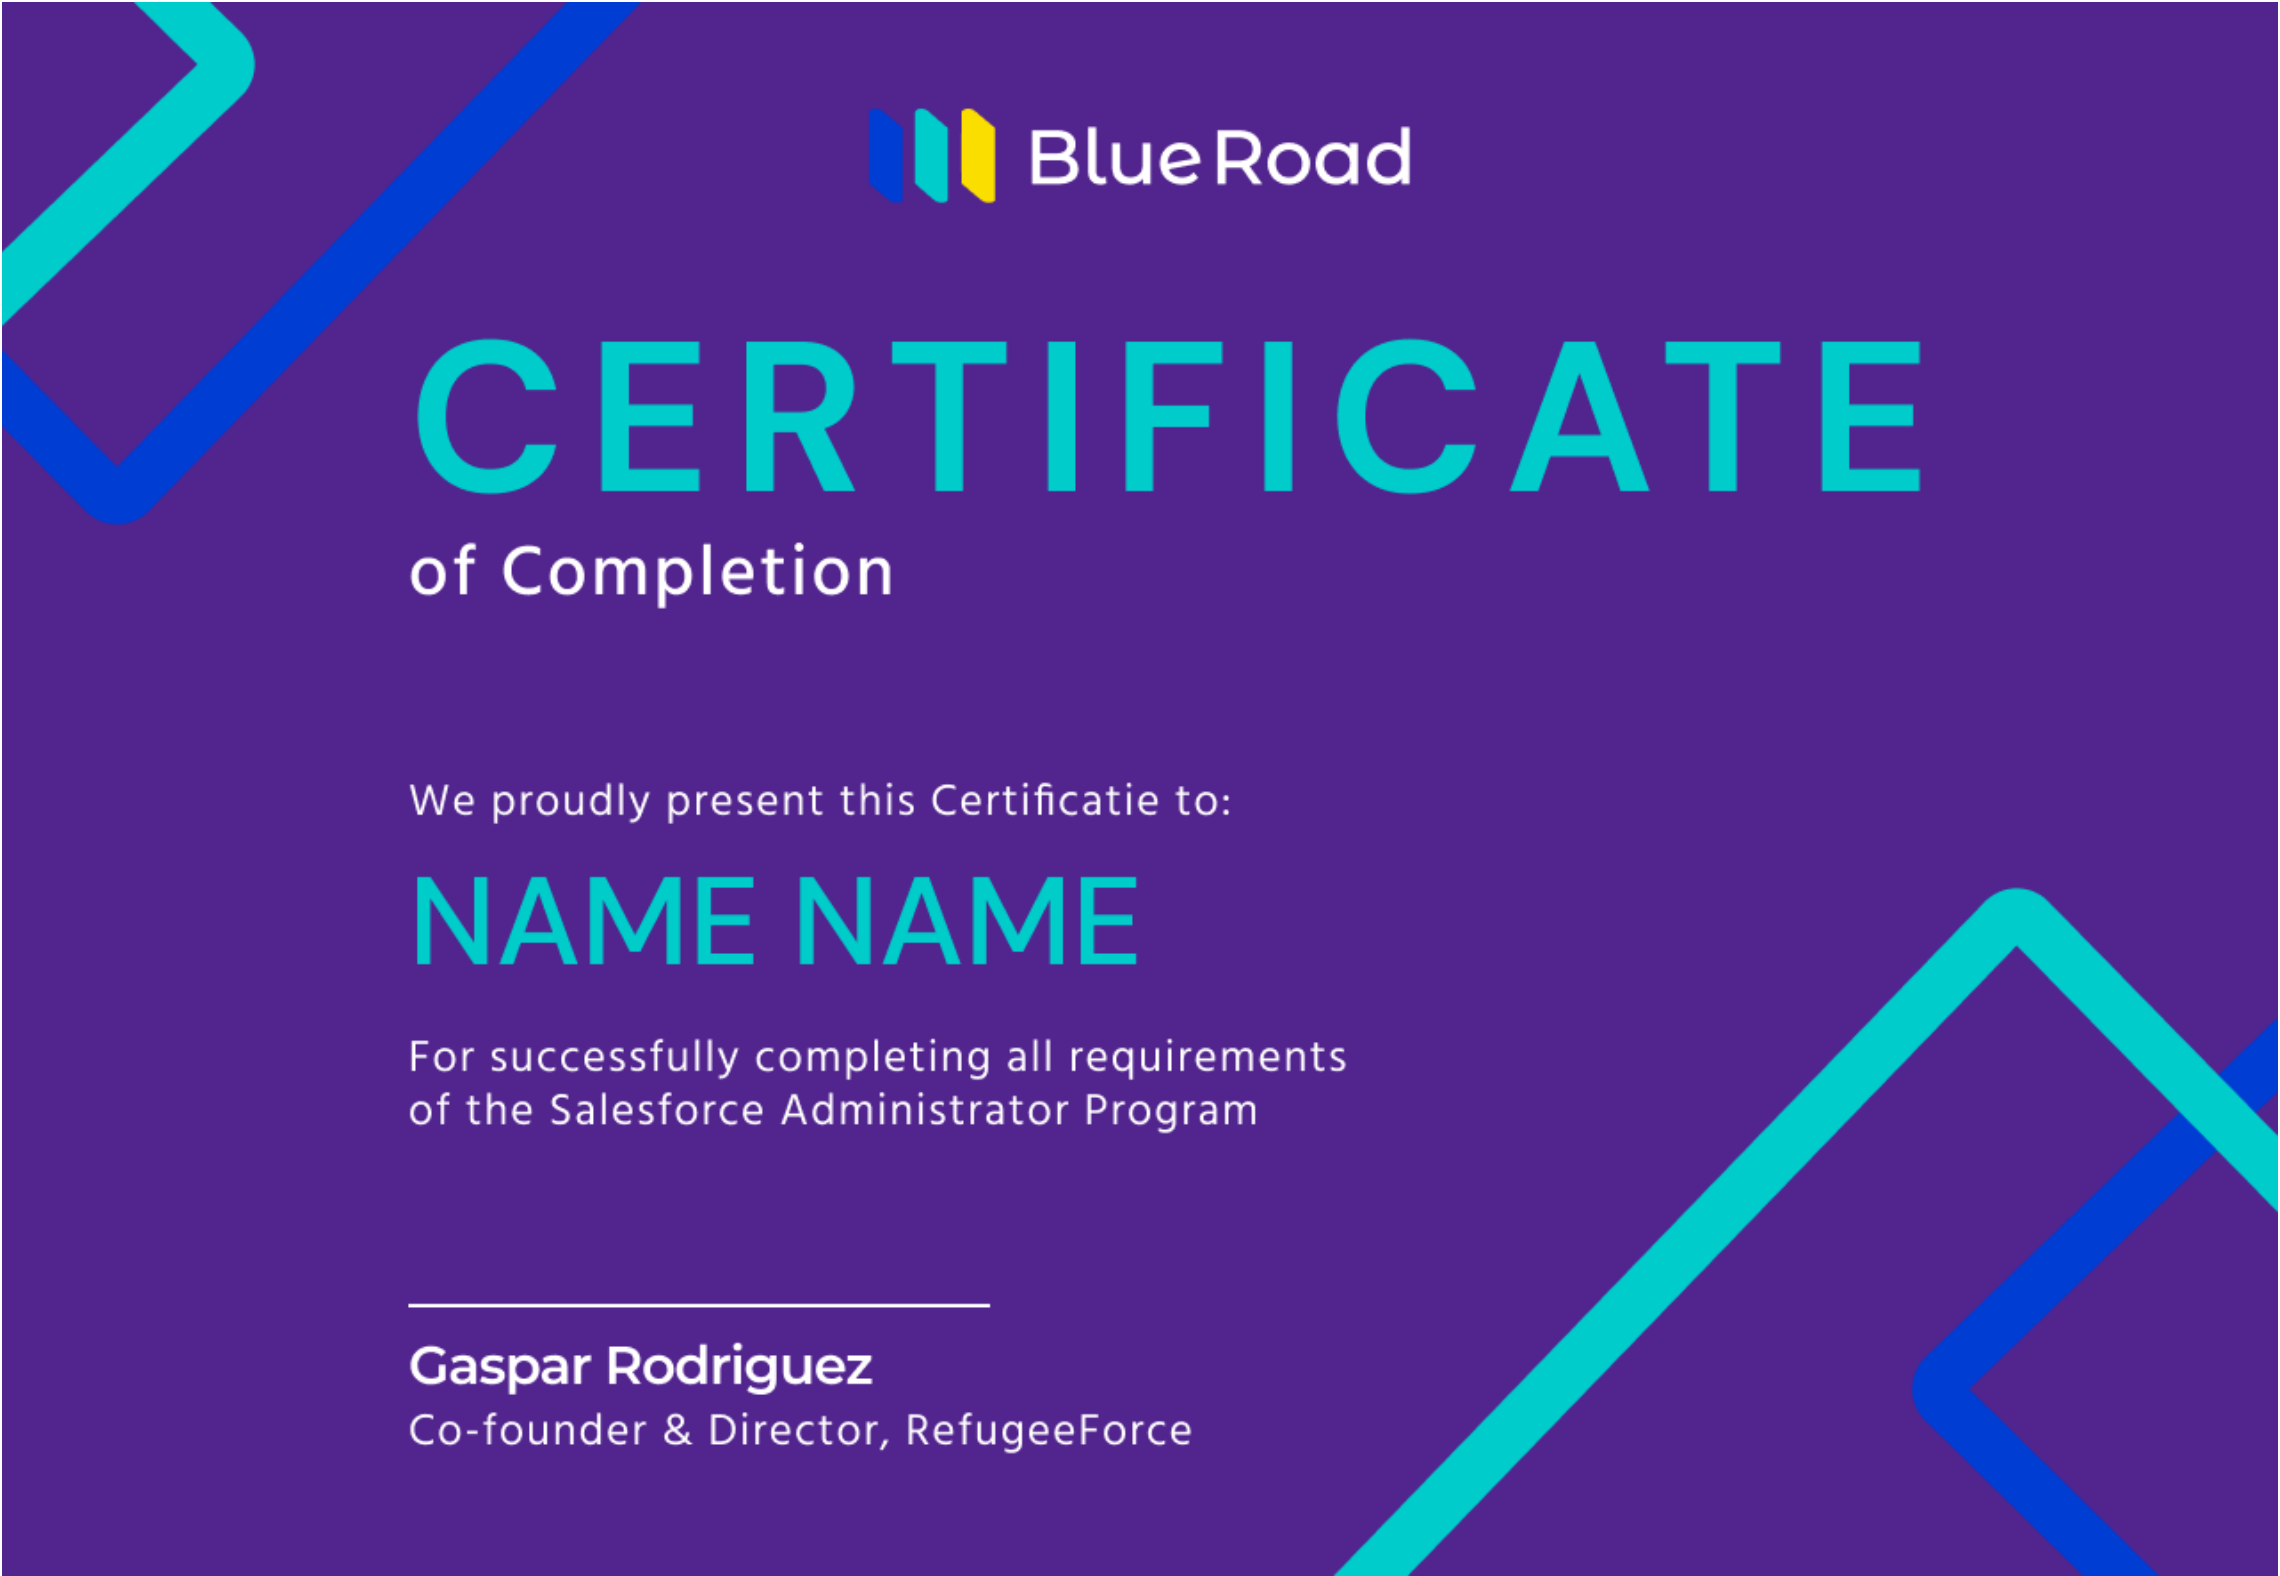 BlueRoad
CERTIFICATE
of Completion
We proudly present this Certificatie to:
NAME NAME
For successfully completing all requirements
of the Salesforce Administrator Program
Gaspar Rodriguez
Co-founder & Director, RefugeeForce